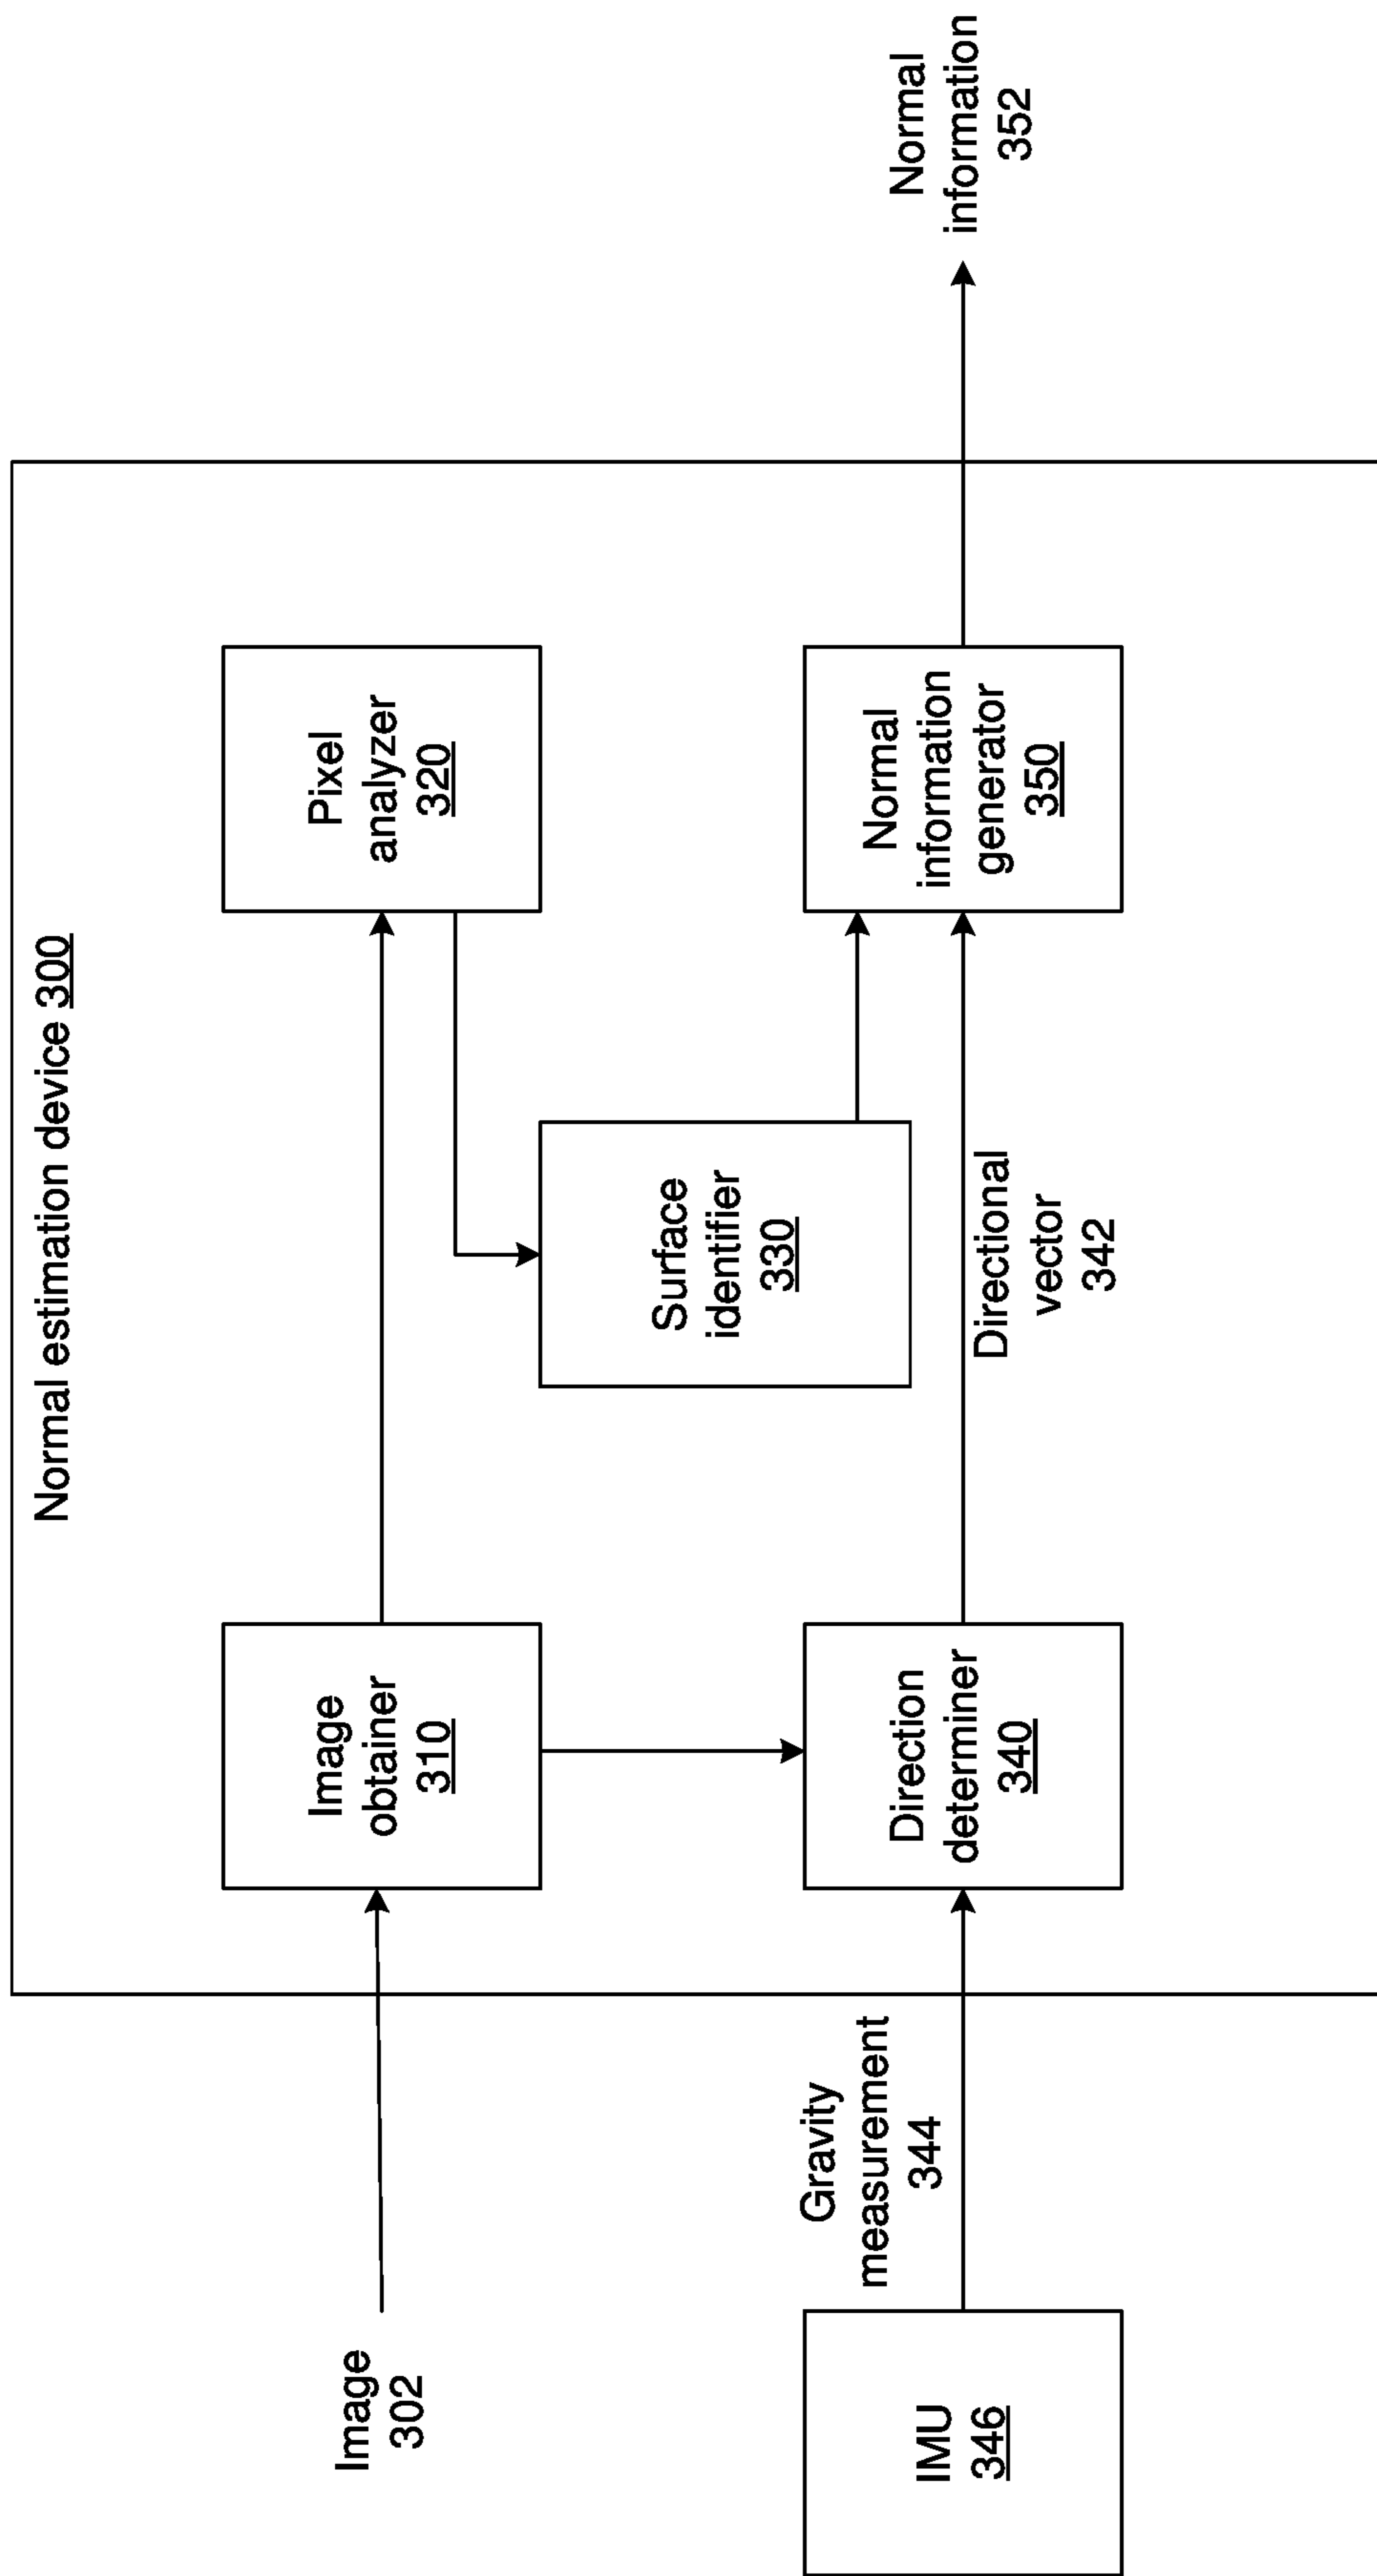 Normal estimation device 300
Image
302
Image
obtainer
310
Pixel
analyzer
320
Surface
identifier
330
IMU
346
Gravity
measurement
344
Direction
determiner
340
Directional
vector
342
Normal
information
generator
350
Normal
information
352